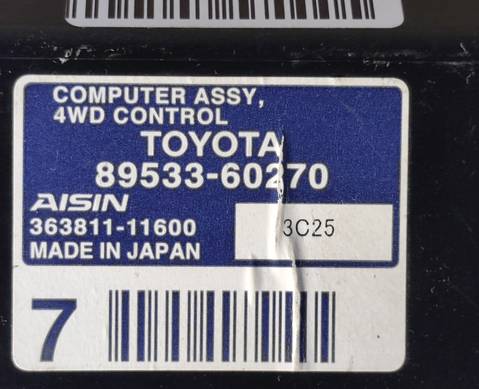 COMPUTER ASSY,
4WD CONTROL
TOYOTA
89533-60270
AISIN
363811-11600
3C25
MADE IN JAPAN
7